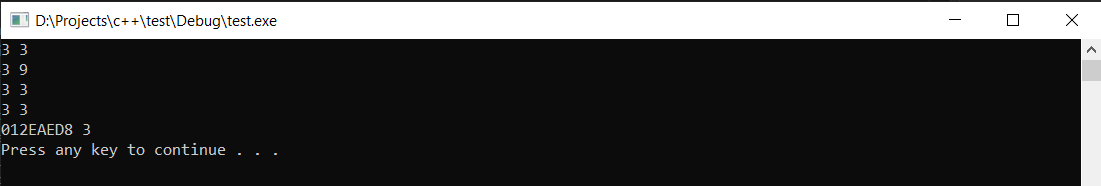 D:\Projects\c++\test\Debug\test.exe
3 3
3 9
3 3
3 3
012EAED8 3
Press any key to continue . . .